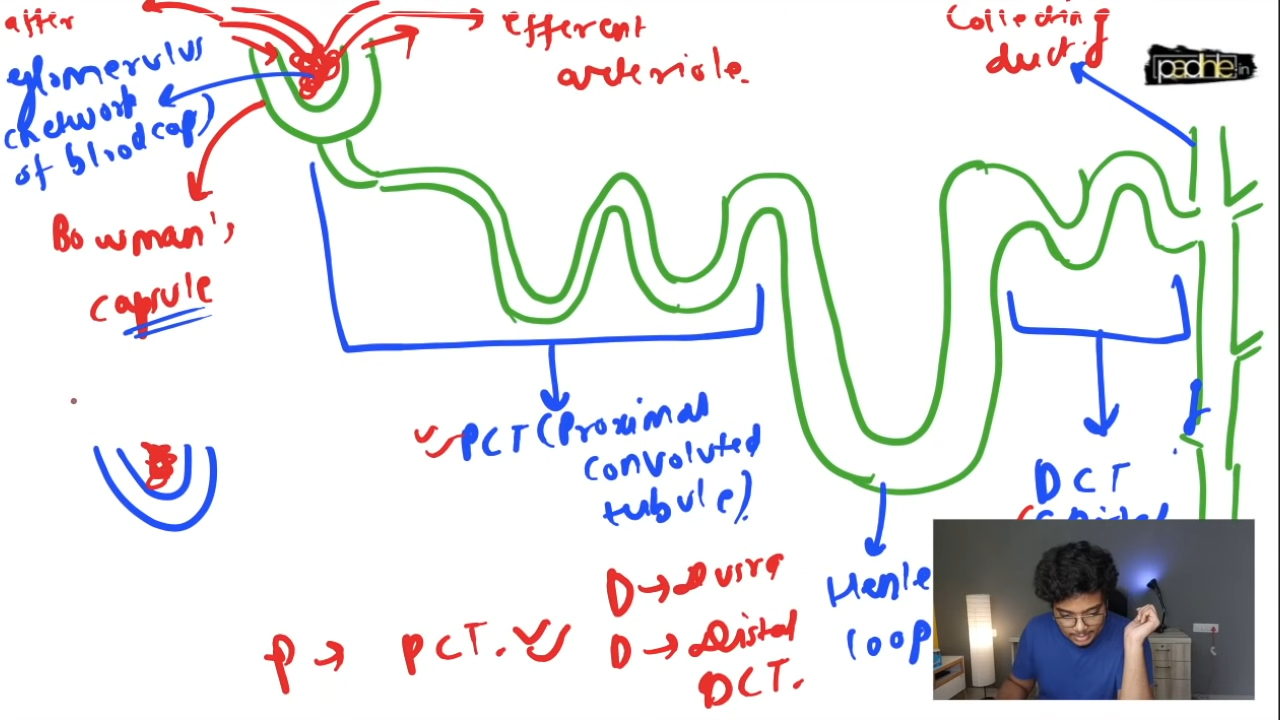 affer
efferent
arteriole.
Collecting
duct
padhle.in
glomerulus
(network
of blood cap)
Bowman's
capsule
PCT (Proximal
convoluted
tubule).
DCT
Henle
loop
D → Dusra
D → Distal
DCT.
P → PCT.